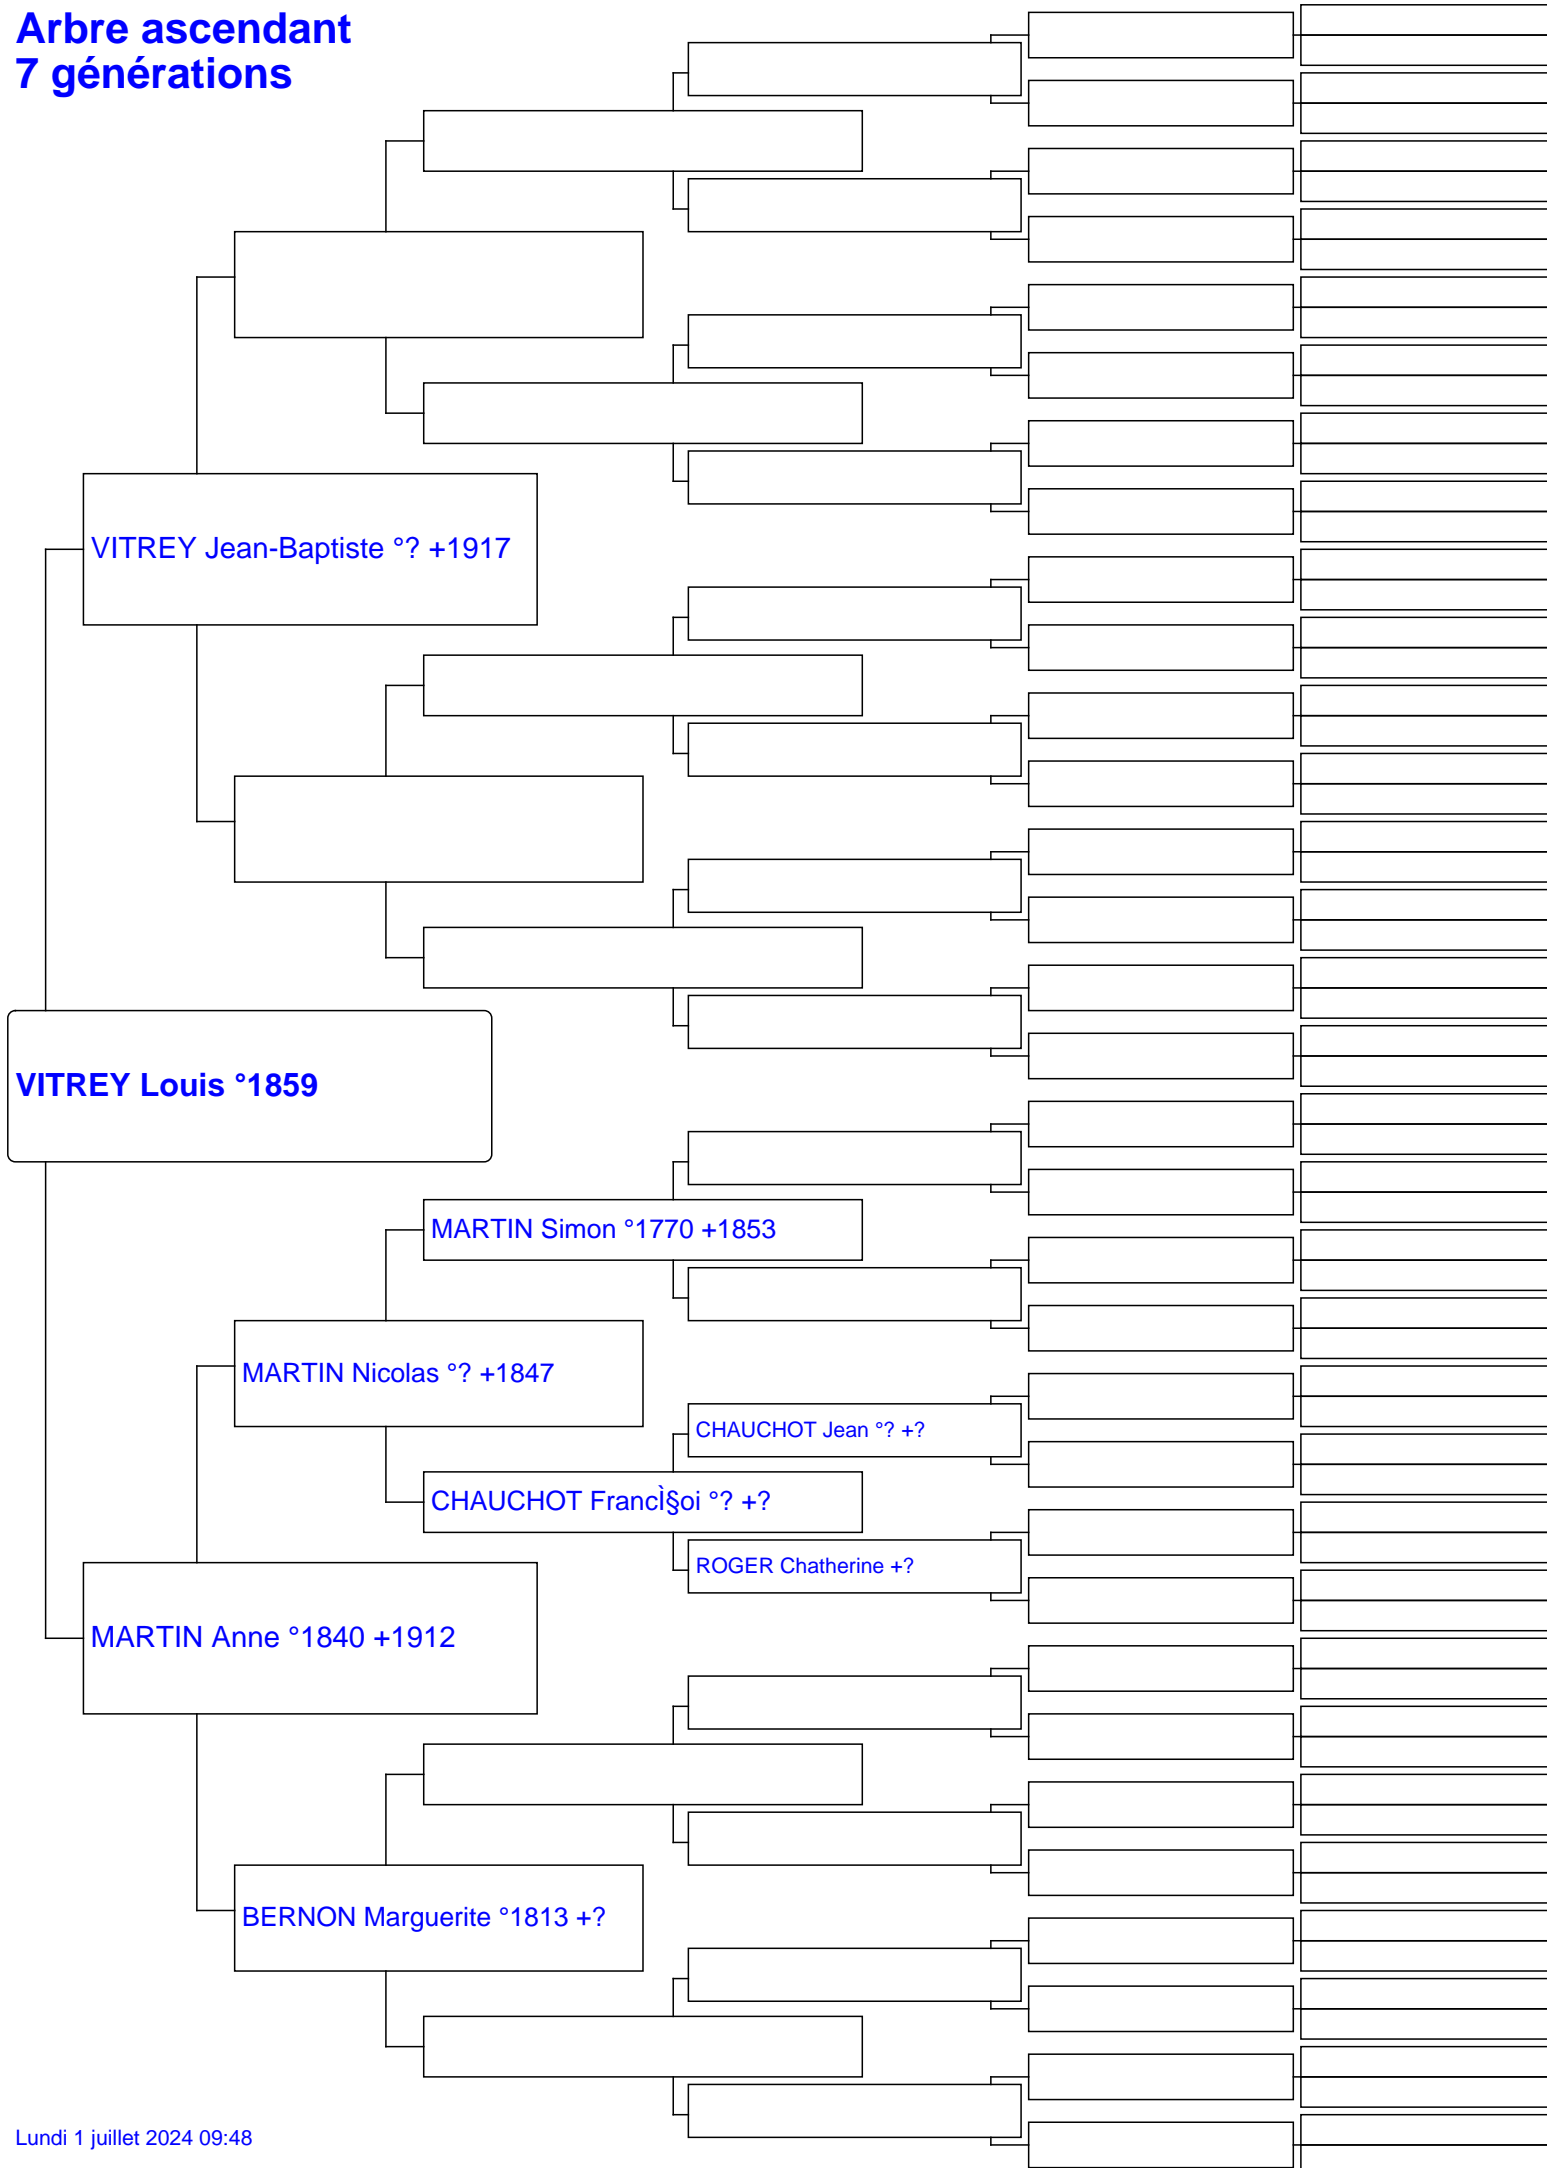 Arbre ascendant
7 générations
VITREY Jean-Baptiste °? +1917
VITREY Louis °1859
MARTIN Simon °1770 +1853
MARTIN Nicolas °? +1847
CHAUCHOT Jean °? +?
CHAUCHOT FrancÌ§oi °? +?
ROGER Chatherine +?
MARTIN Anne °1840 +1912
BERNON Marguerite °1813 +?
Lundi 1 juillet 2024 09:48